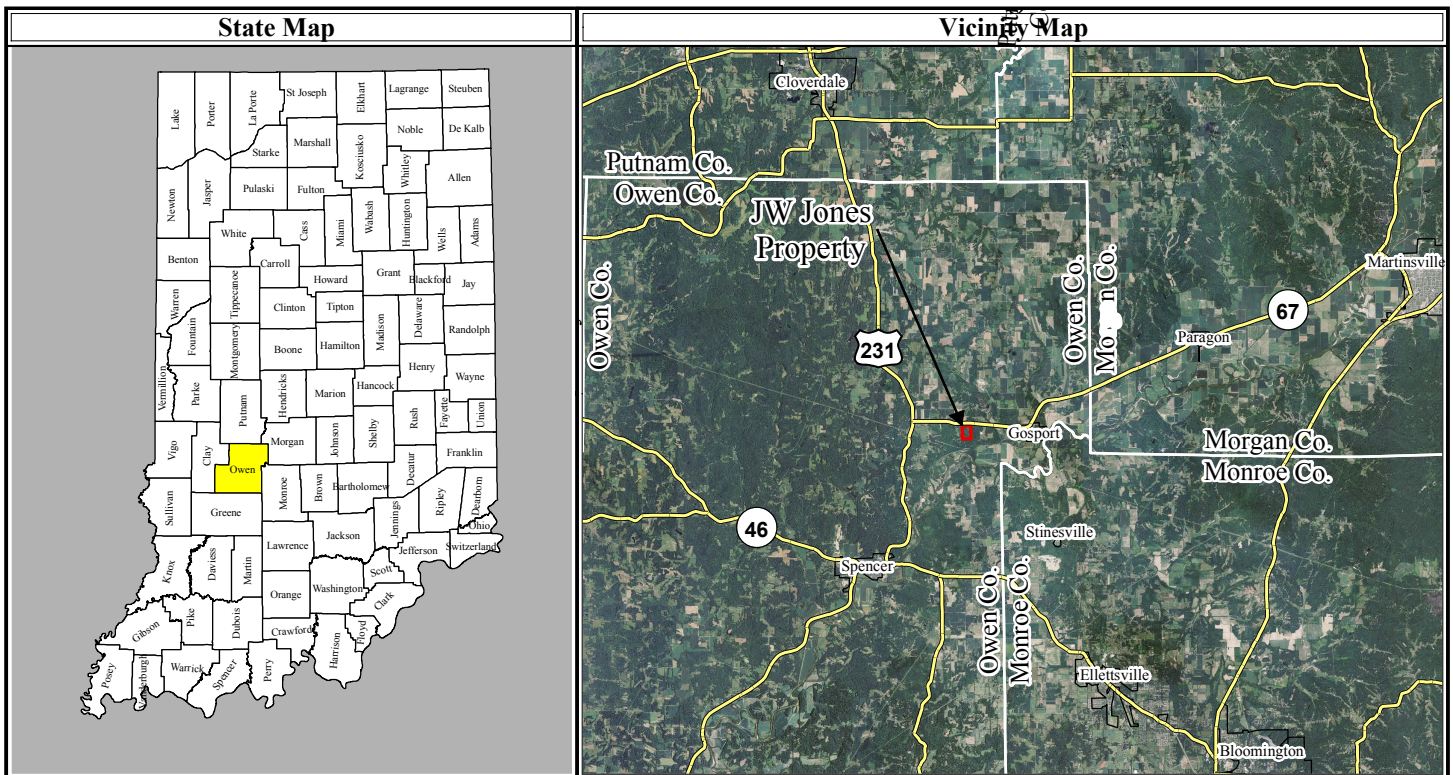 State Map
Vicinity Map
Lake
Porter
La Porte
St Joseph
Elkhart
Lagrange
Steuben
Noble
De Kalb
Marshall
Starke
Kosciusko
Whitley
Allen
Newton
Jasper
Pulaski
Fulton
Wabash
Huntington
Miami
Cass
White
Wells
Adams
Benton
Carroll
Grant
Blackford
Jay
Howard
Warren
Tippecanoe
Clinton
Tipton
Delaware
Madison
Randolph
Fountain
Montgomery
Boone
Hamilton
Henry
Wayne
Vermillion
Parke
Putnam
Hendricks
Marion
Hancock
Rush
Fayette
Union
Shelby
Johnson
Morgan
Vigo
Clay
Owen
Franklin
Decatur
Monroe
Brown
Bartholomew
Sullivan
Greene
Jennings
Ripley
Dearborn
Ohio
Jackson
Lawrence
Jefferson
Switzerland
Knox
Daviess
Martin
Scott
Washington
Orange
Clark
Floyd
Gibson
Pike
Dubois
Crawford
Harrison
Posey
Warrick
Spencer
Perry
Cloverdale
Putnam Co.
Owen Co.
JW Jones
Property
Owen Co.
Owen Co.
Martinsville
67
Paragon
231
Gosport
Morgan Co.
Monroe Co.
46
Stinesville
Spencer
Owen Co.
Monroe Co.
Ellettsville
Bloomington